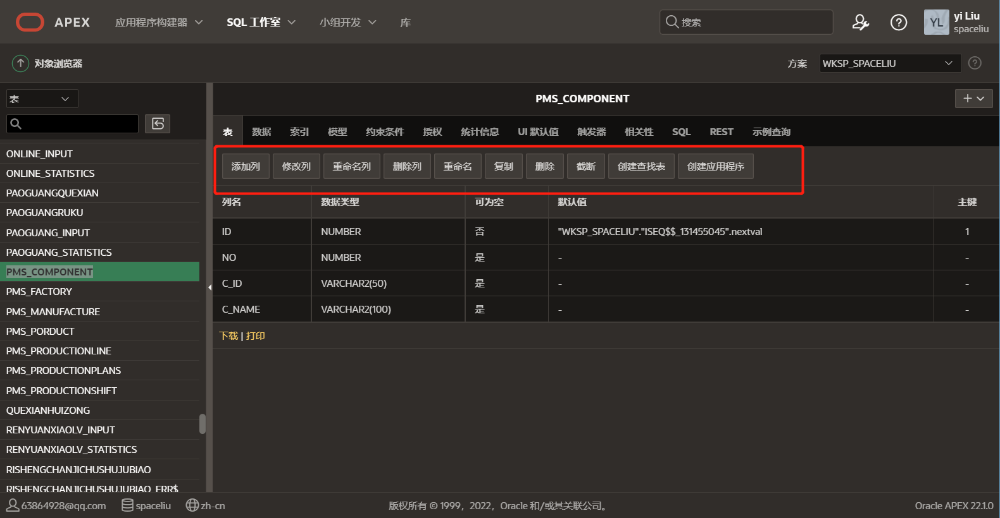 APEX 应用程序构建器 SQL 工作室 小组开发 库 搜索 YL yi Liu
spaceliu
对象浏览器 方案 WKSP_SPACELIU
表
PMS_COMPONENT
表 数据 索引 模型 约束条件 授权 统计信息 UI 默认值 触发器 相关性 SQL REST 示例查询
添加列 修改列 重命名列 删除列 重命名 复制 删除 截断 创建查找表 创建应用程序
列名 数据类型 可为空 默认值 主键
ID NUMBER 否 "WKSP_SPACELIU"."ISEQ$$_131455045".nextval 1
NO NUMBER 是 - -
C_ID VARCHAR2(50) 是 - -
C_NAME VARCHAR2(100) 是 - -
下载 | 打印
ONLINE_INPUT
ONLINE_STATISTICS
PAOGUANGQUEXIAN
PAOGUANGRUKU
PAOGUANG_INPUT
PAOGUANG_STATISTICS
PMS_COMPONENT
PMS_FACTORY
PMS_MANUFACTURE
PMS_PORDUCT
PMS_PRODUCTIONLINE
PMS_PRODUCTIONPLANS
PMS_PRODUCTIONSHIFT
QUEXIANHUIZONG
RENYUANXIAOLV_INPUT
RENYUANXIAOLV_STATISTICS
RISHENGCHANJICHUSHUJUBIAO
RISHENGCHANJICHUSHUJUBIAO_ERR$
63864928@qq.com spaceliu zh-cn 版权所有 © 1999，2022，Oracle 和/或其关联公司。 Oracle APEX 22.1.0